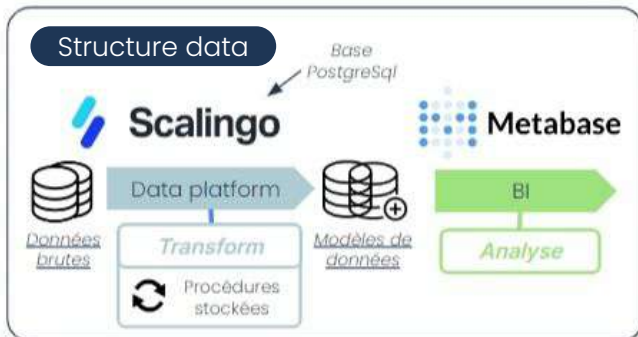 Structure data
Base
PostgreSql
Scalingo
Metabase
Data platform
BI
Données
brutes
Transform
Modèles de
données
Analyse
Procédures
stockées